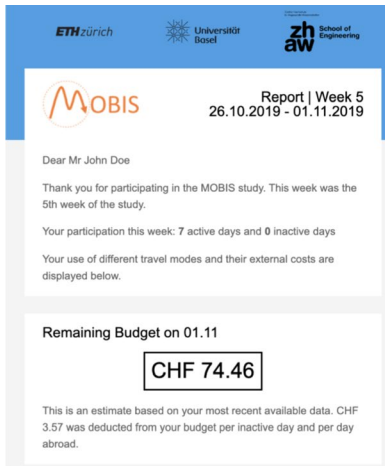 ETH zürich
Universität
Basel
zh
aw
School of
Engineering
MOBIS
Report | Week 5
26.10.2019 - 01.11.2019
Dear Mr John Doe
Thank you for participating in the MOBIS study. This week was the
5th week of the study.
Your participation this week: 7 active days and 0 inactive days
Your use of different travel modes and their external costs are
displayed below.
Remaining Budget on 01.11
CHF 74.46
This is an estimate based on your most recent available data. CHF
3.57 was deducted from your budget per inactive day and per day
abroad.